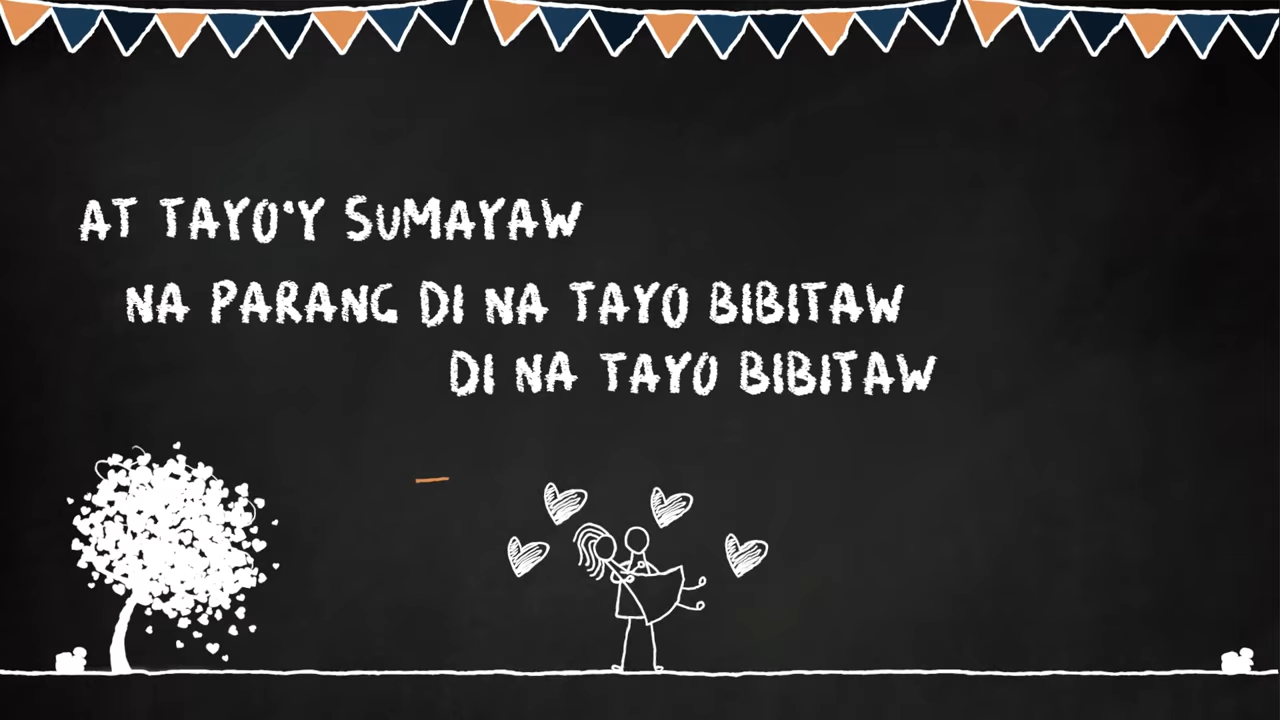 AT TAYO'Y SUMAYAW
NA PARANG DI NA TAYO BIBITAW
DI NA TAYO BIBITAW